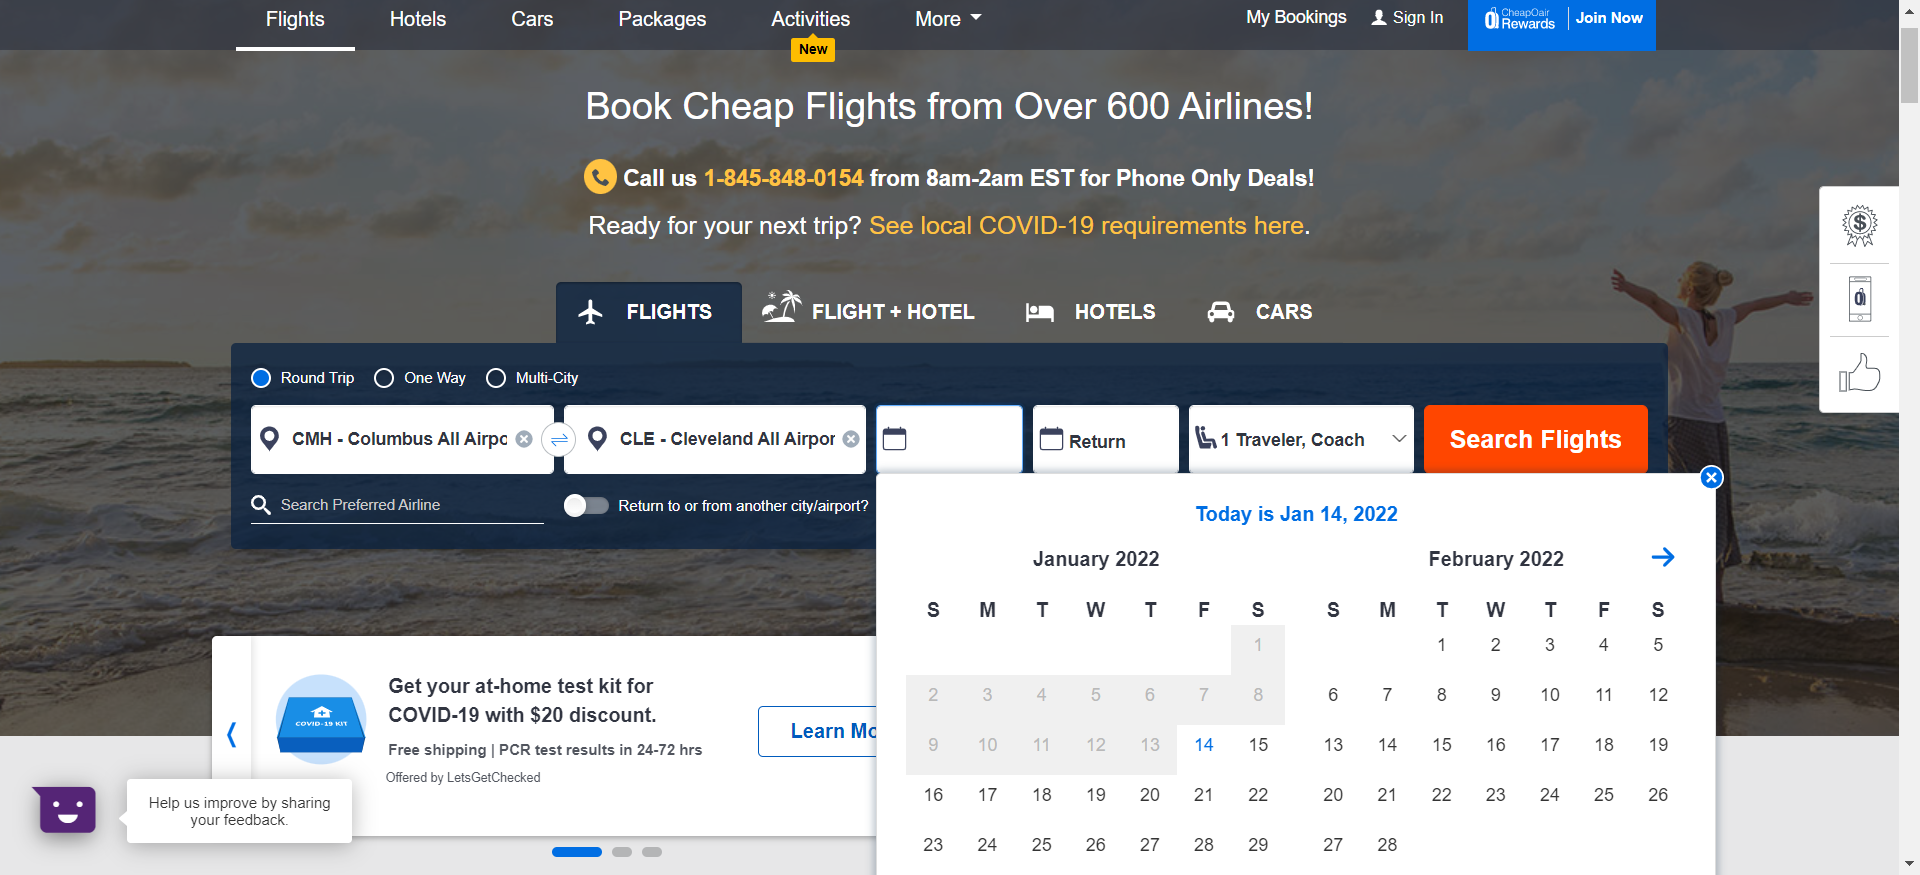 Flights Hotels Cars Packages Activities More My Bookings Sign In CheapOair Rewards Join Now
New
Book Cheap Flights from Over 600 Airlines!
Call us 1-845-848-0154 from 8am-2am EST for Phone Only Deals!
Ready for your next trip? See local COVID-19 requirements here.
FLIGHTS FLIGHT + HOTEL HOTELS CARS
Round Trip One Way Multi-City
CMH - Columbus All Airpo CLE - Cleveland All Airpor Return 1 Traveler, Coach Search Flights
Search Preferred Airline Return to or from another city/airport?
Today is Jan 14, 2022
January 2022 February 2022
S M T W T F S S M T W T F S
1 1 2 3 4 5
2 3 4 5 6 7 8 6 7 8 9 10 11 12
9 10 11 12 13 14 15 13 14 15 16 17 18 19
16 17 18 19 20 21 22 20 21 22 23 24 25 26
23 24 25 26 27 28 29 27 28
COVID-19 KIT
Get your at-home test kit for
COVID-19 with $20 discount.
Free shipping | PCR test results in 24-72 hrs
Offered by LetsGetChecked
Learn Mo
Help us improve by sharing
your feedback.